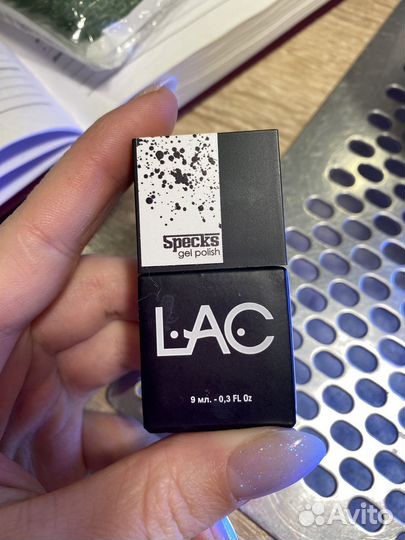 Specks
gel polish
LAC
9 мл. - 0,3 FL Oz
Avito